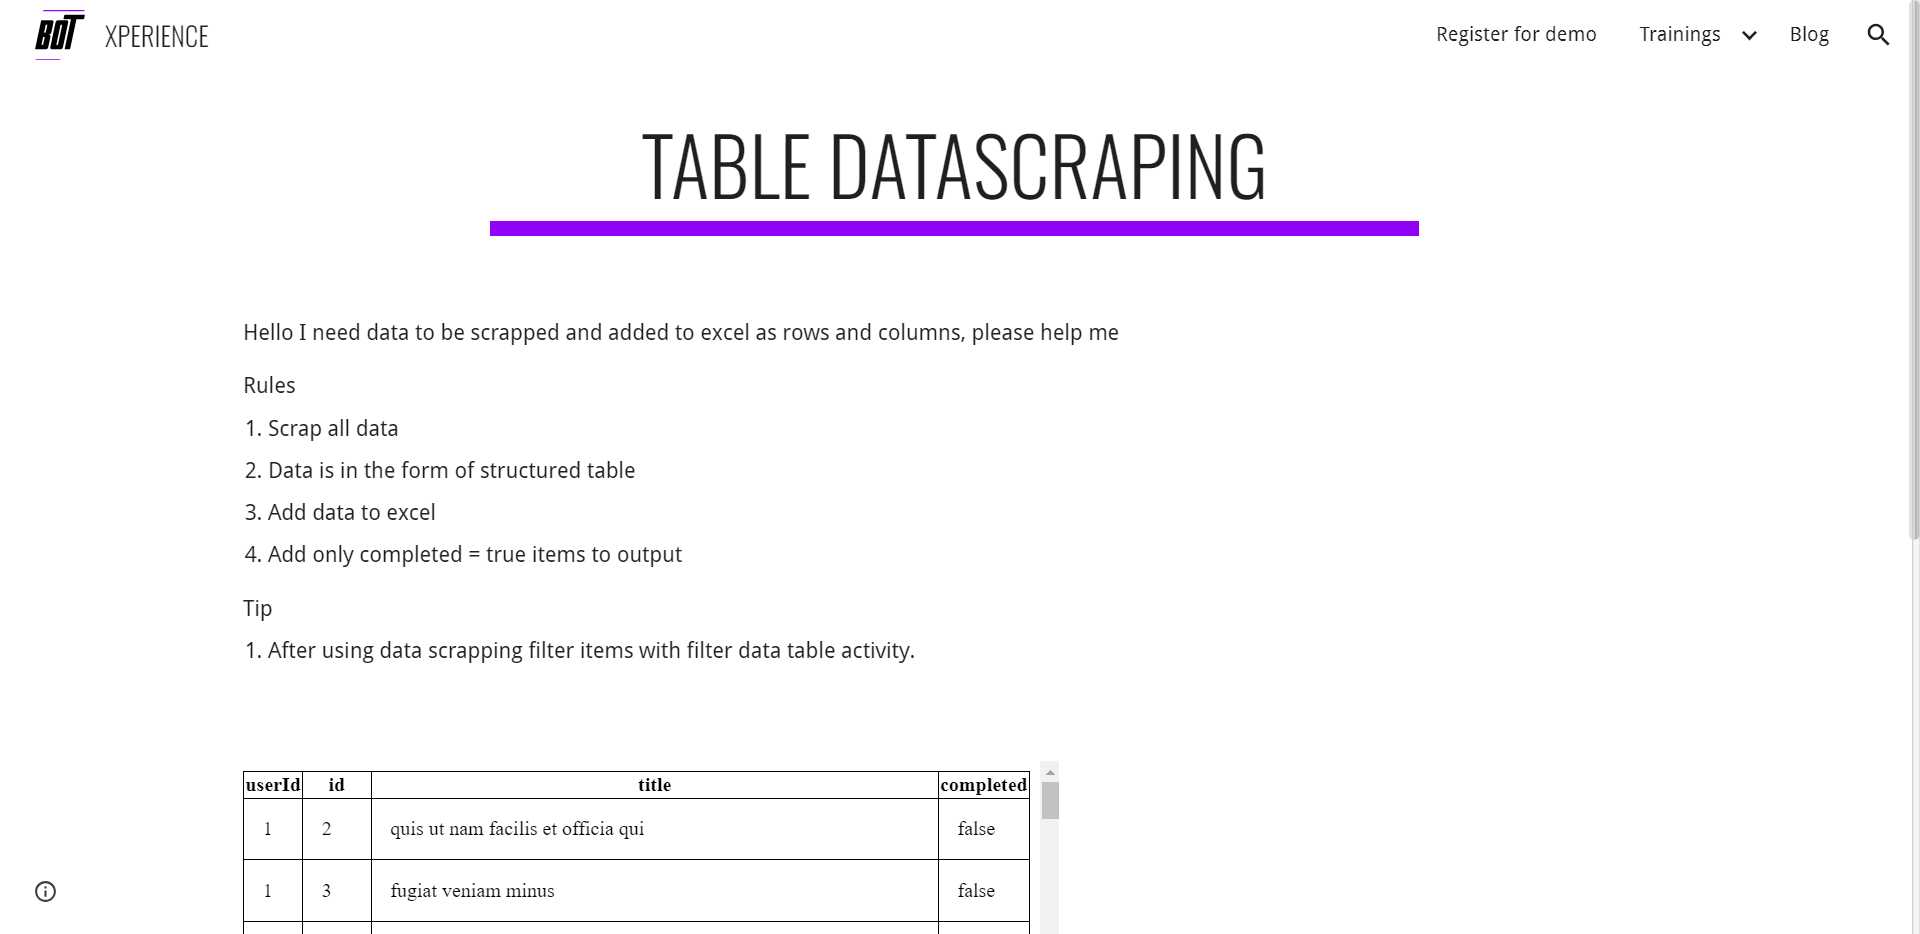 BOT XPERIENCE
Register for demo Trainings Blog
TABLE DATASCRAPING
Hello I need data to be scrapped and added to excel as rows and columns, please help me
Rules
1. Scrap all data
2. Data is in the form of structured table
3. Add data to excel
4. Add only completed = true items to output
Tip
1. After using data scrapping filter items with filter data table activity.
userId id title completed
1 2 quis ut nam facilis et officia qui false
1 3 fugiat veniam minus false